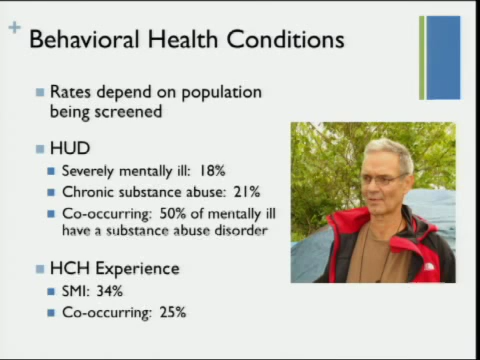 Behavioral Health Conditions
Rates depend on population
being screened
HUD
Severely mentally ill: 18%
Chronic substance abuse: 21%
Co-occurring: 50% of mentally ill
have a substance abuse disorder
HCH Experience
SMI: 34%
Co-occurring: 25%